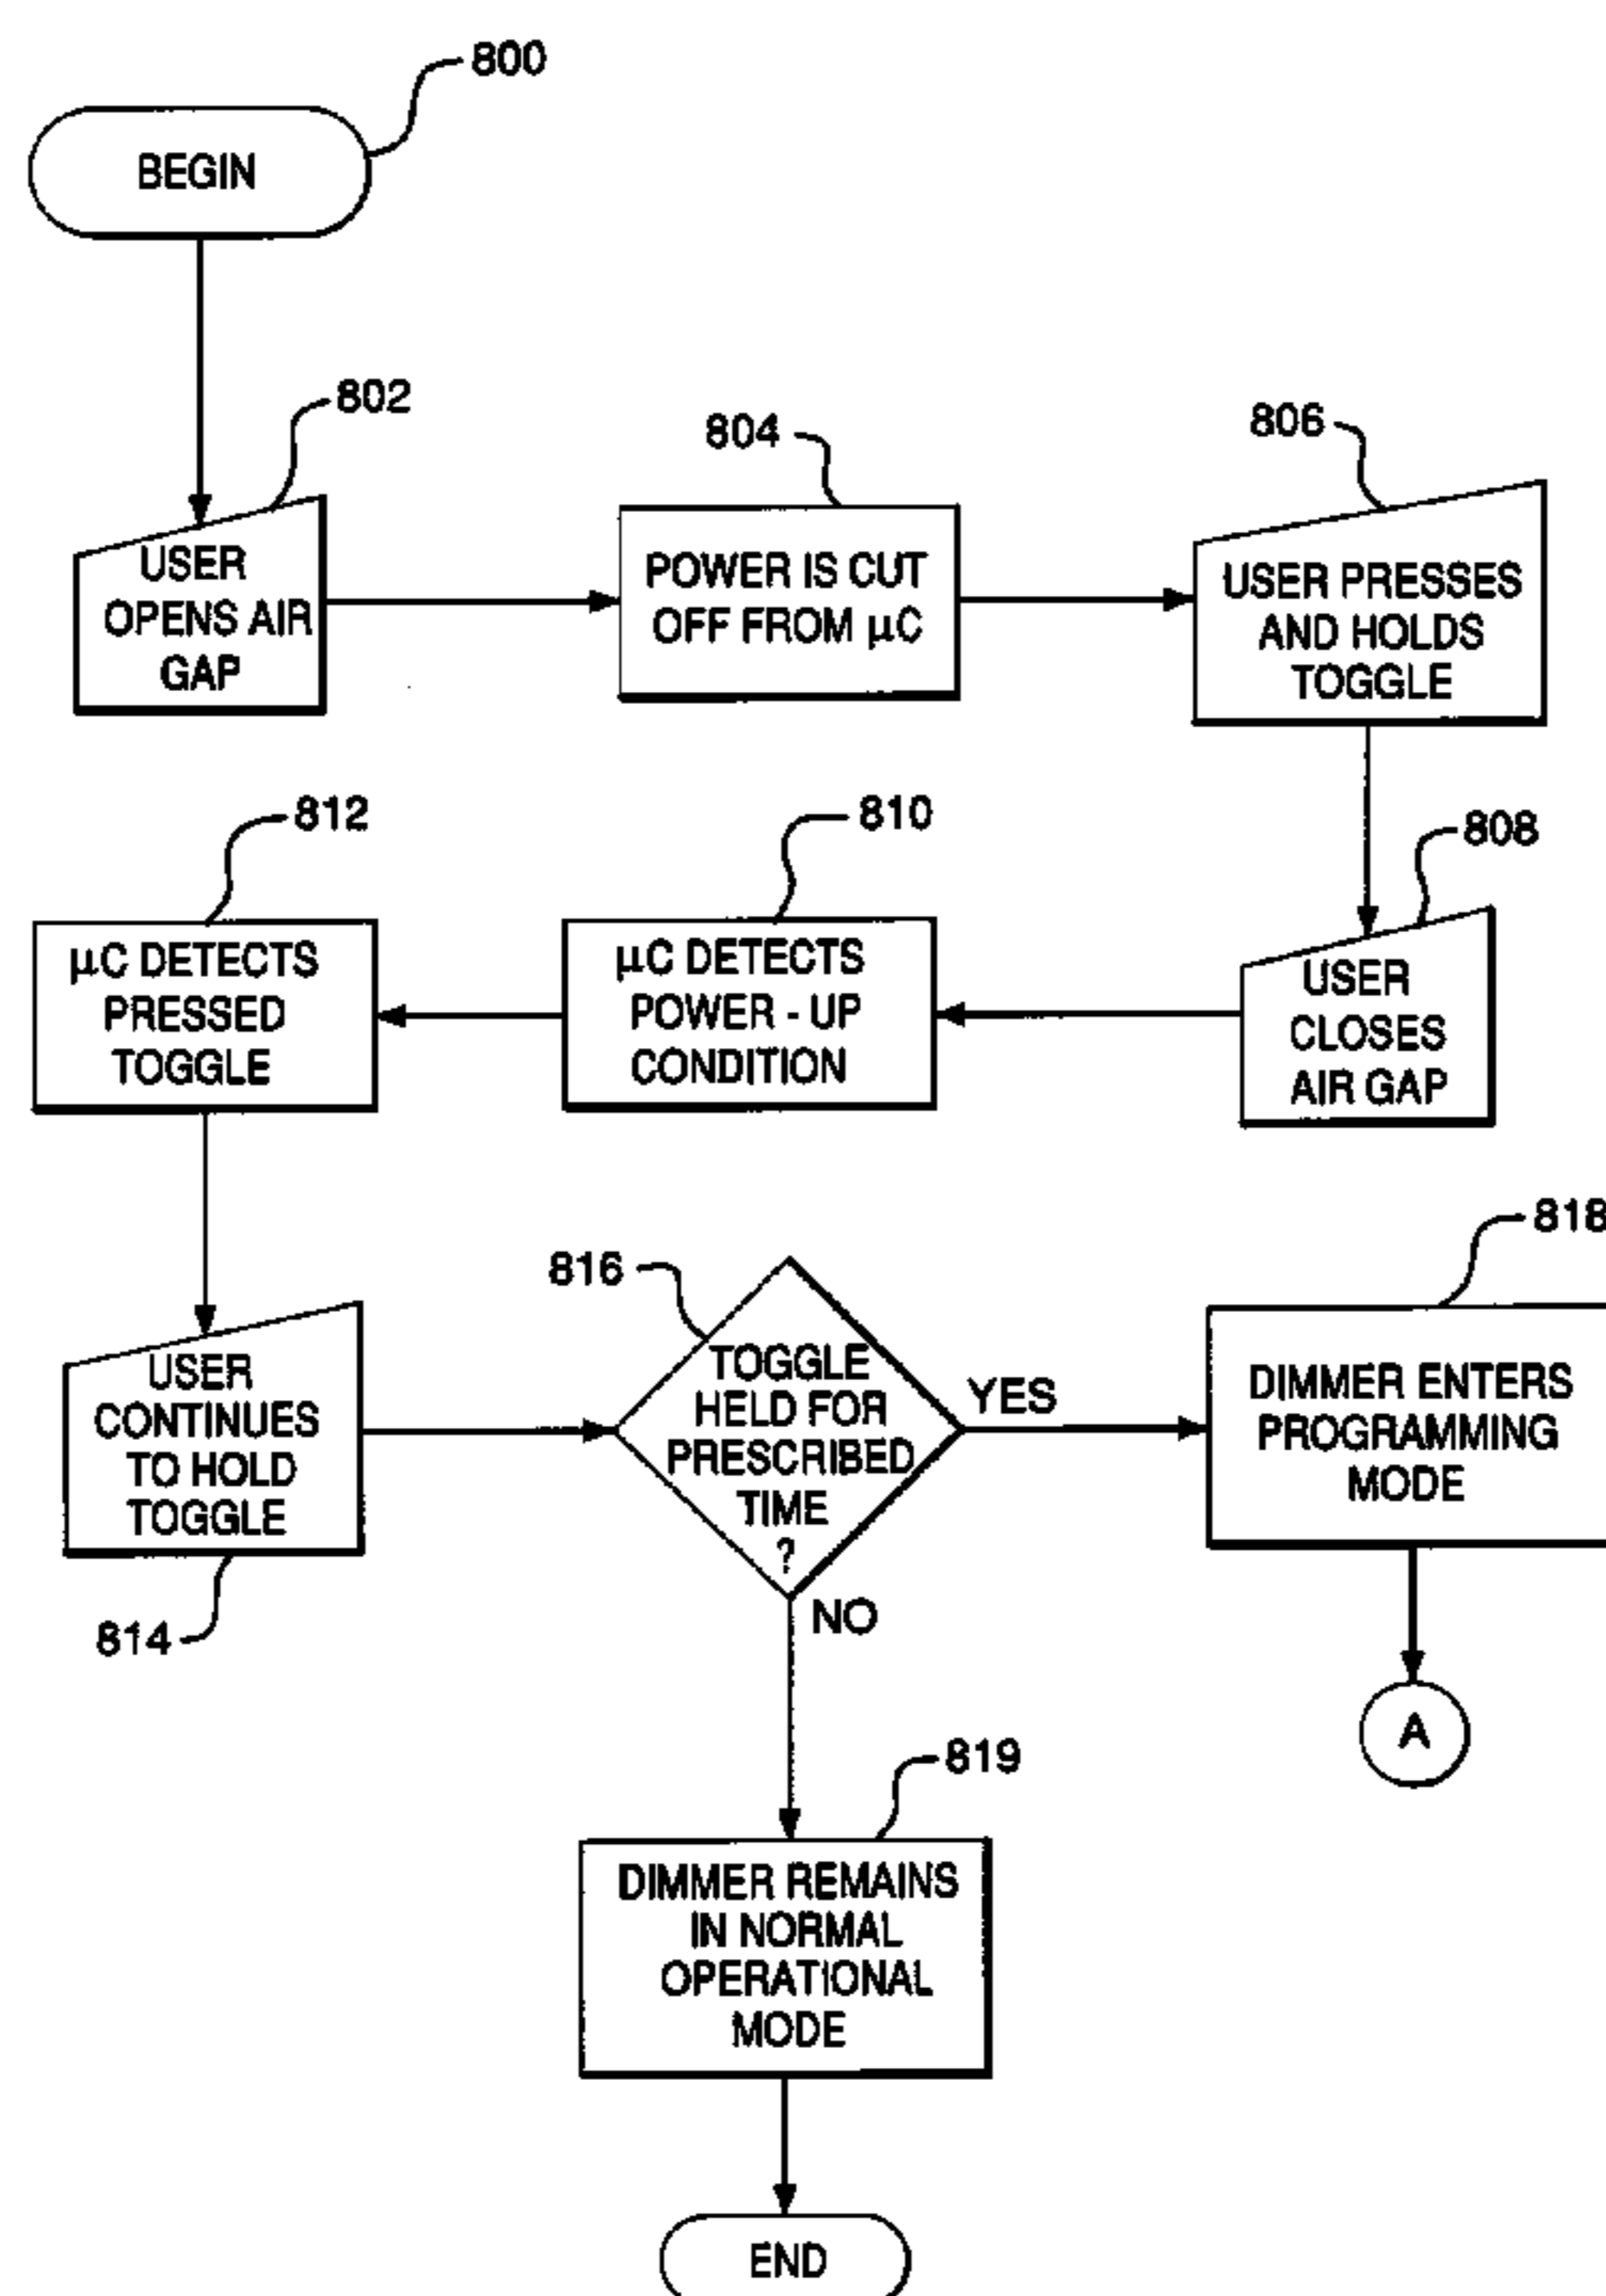 800
BEGIN
802
USER
OPENS AIR
GAP
804
POWER IS CUT
OFF FROM µC
806
USER PRESSES
AND HOLDS
TOGGLE
808
USER
CLOSES
AIR GAP
810
µC DETECTS
POWER - UP
CONDITION
812
µC DETECTS
PRESSED
TOGGLE
USER
CONTINUES
TO HOLD
TOGGLE
814
816
TOGGLE
HELD FOR
PRESCRIBED
TIME
?
YES
NO
818
DIMMER ENTERS
PROGRAMMING
MODE
A
819
DIMMER REMAINS
IN NORMAL
OPERATIONAL
MODE
END